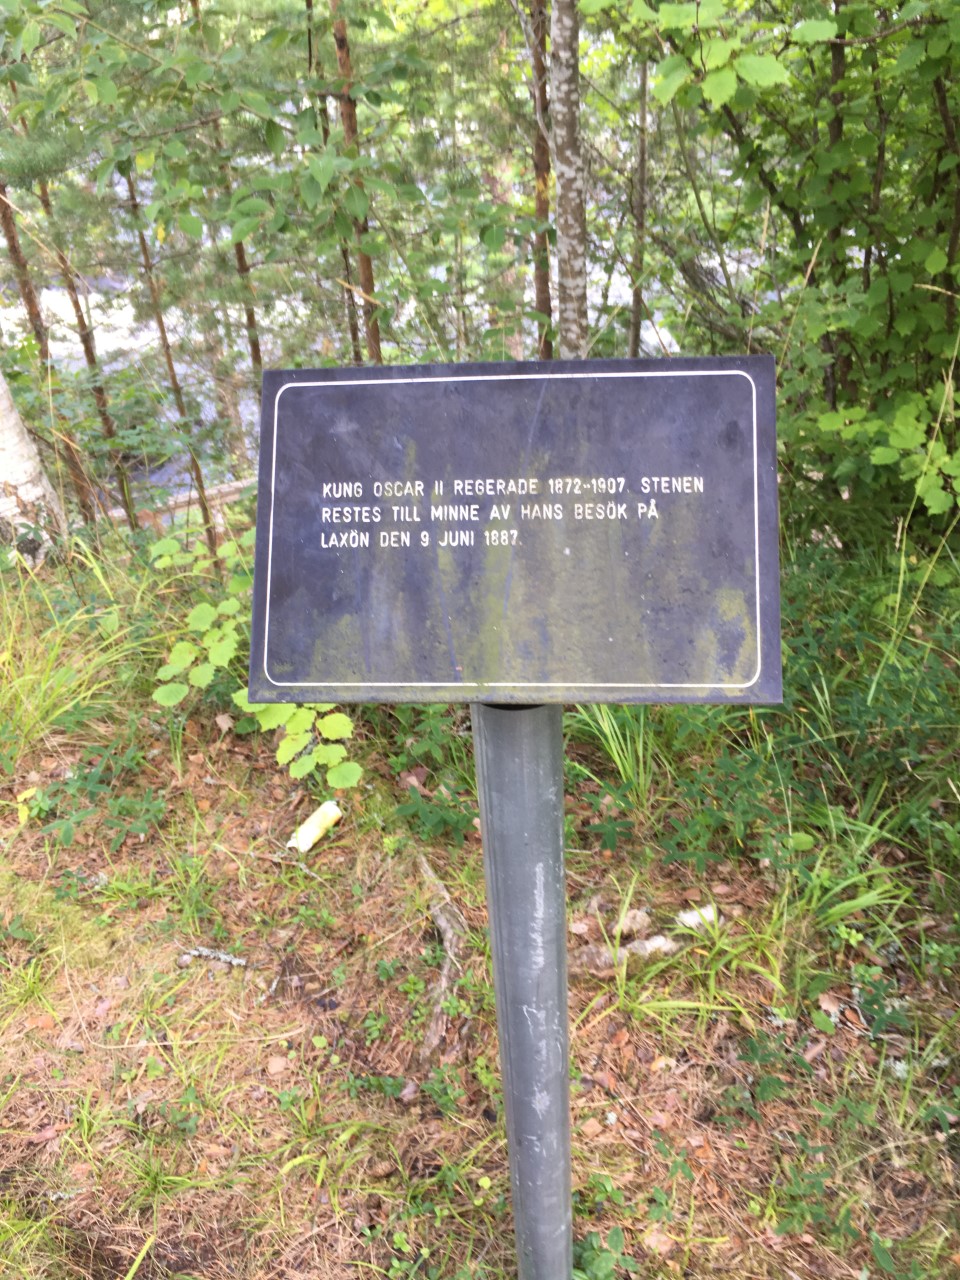 KUNG OSCAR II REGERADE 1872-1907. STENEN
RESTES TILL MINNE AV HANS BESÖK PÅ
LAXÖN DEN 9 JUNI 1887.